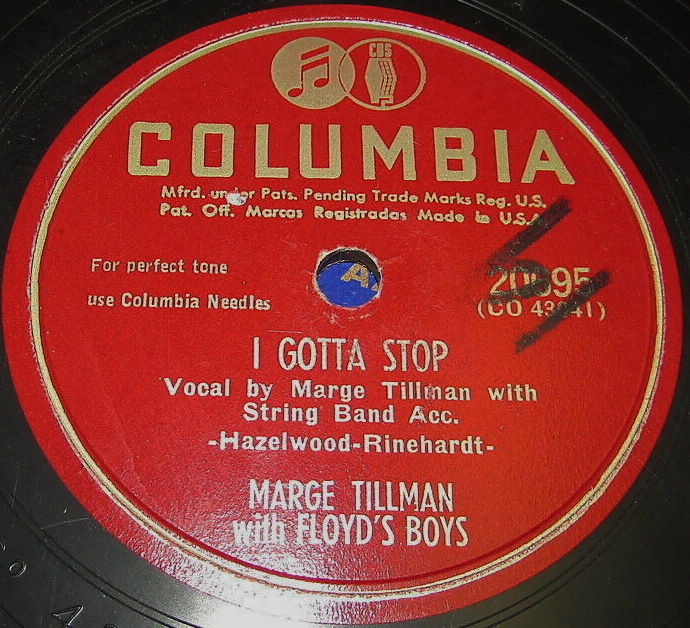 CBS
COLUMBIA
Mfrd. under Pats. Pending Trade Marks Reg. U.S.
Pat. Off. Marcas Registradas Made in U.S.A.
For perfect tone
use Columbia Needles
I GOTTA STOP
Vocal by Marge Tillman with
String Band Acc.
-Hazelwood-Rinehardt-
MARGE TILLMAN
with FLOYD'S BOYS